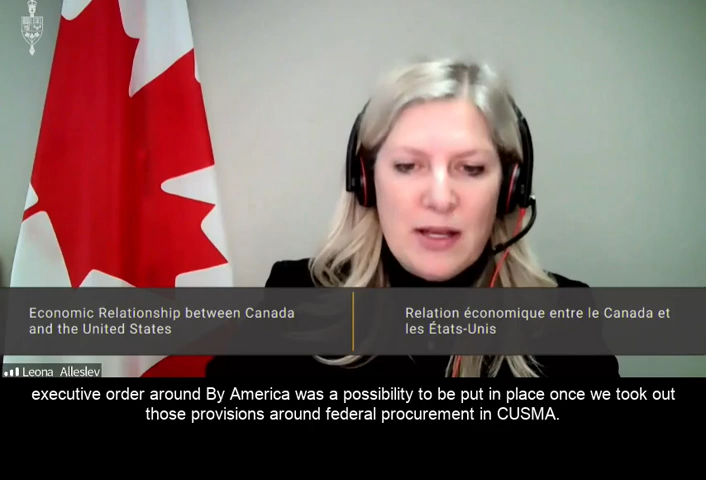 Economic Relationship between Canada
and the United States
Relation économique entre le Canada et
les États-Unis
Leona Alleslev
executive order around By America was a possibility to be put in place once we took out
those provisions around federal procurement in CUSMA.